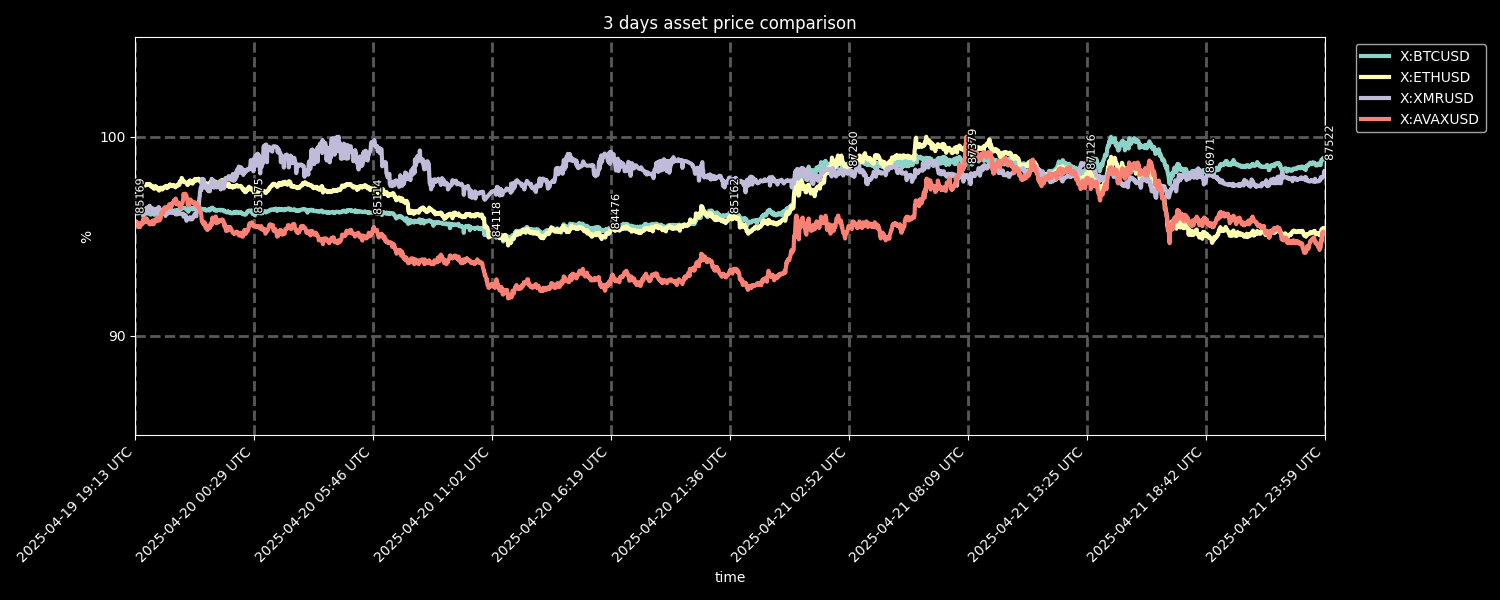 3 days asset price comparison
X:BTCUSD
X:ETHUSD
X:XMRUSD
X:AVAXUSD
100
90
%
85169
85175
85114
84118
84476
85162
87260
87379
87126
86971
87522
2025-04-19 19:13 UTC
2025-04-20 00:29 UTC
2025-04-20 05:46 UTC
2025-04-20 11:02 UTC
2025-04-20 16:19 UTC
2025-04-20 21:36 UTC
2025-04-21 02:52 UTC
2025-04-21 08:09 UTC
2025-04-21 13:25 UTC
2025-04-21 18:42 UTC
2025-04-21 23:59 UTC
time